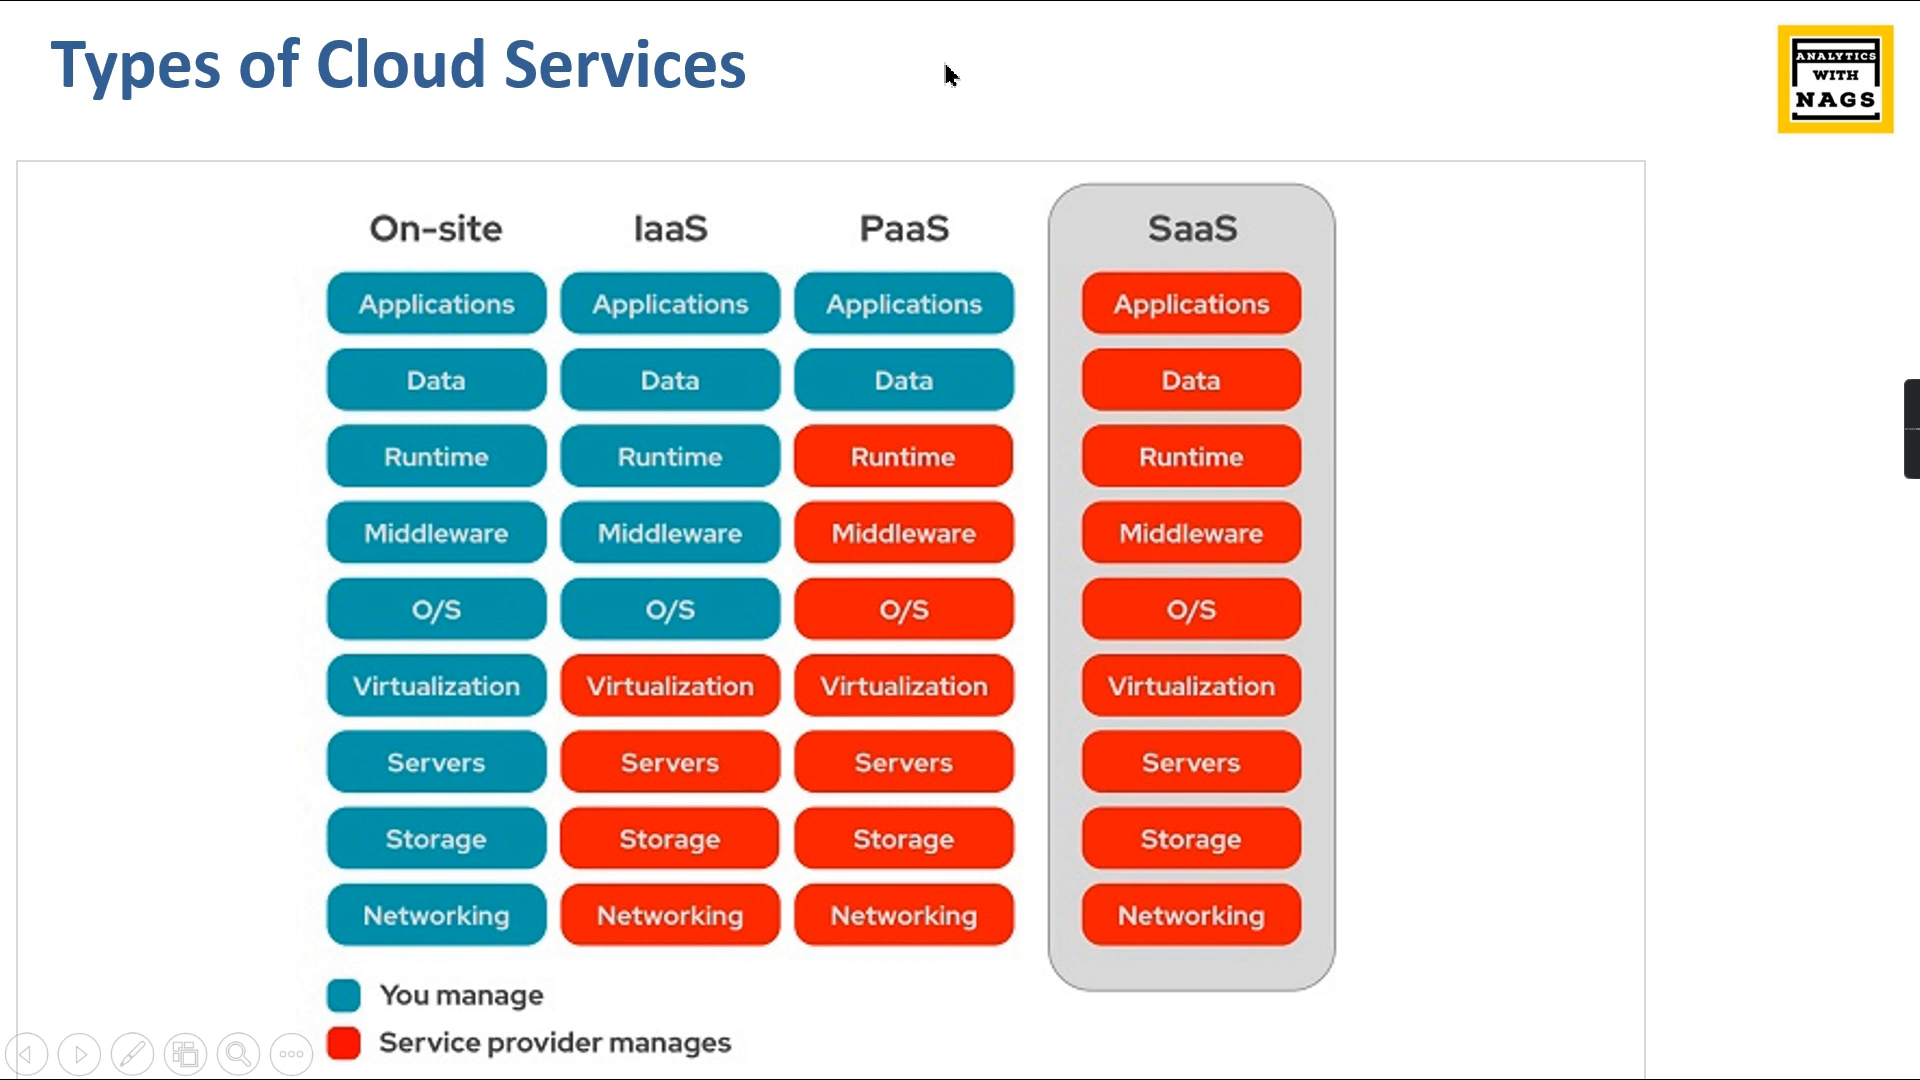 Types of Cloud Services
ANALYTICS
WITH
NAGS
On-site IaaS PaaS SaaS
Applications Applications Applications Applications
Data Data Data Data
Runtime Runtime Runtime Runtime
Middleware Middleware Middleware Middleware
O/S O/S O/S O/S
Virtualization Virtualization Virtualization Virtualization
Servers Servers Servers Servers
Storage Storage Storage Storage
Networking Networking Networking Networking
You manage
Service provider manages